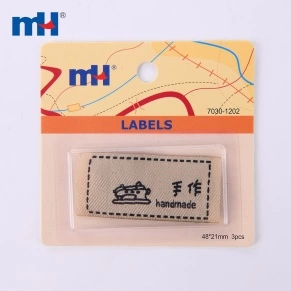 mH
mH
7030-1202
LABELS
手作
handmade
48*21mm 3pcs